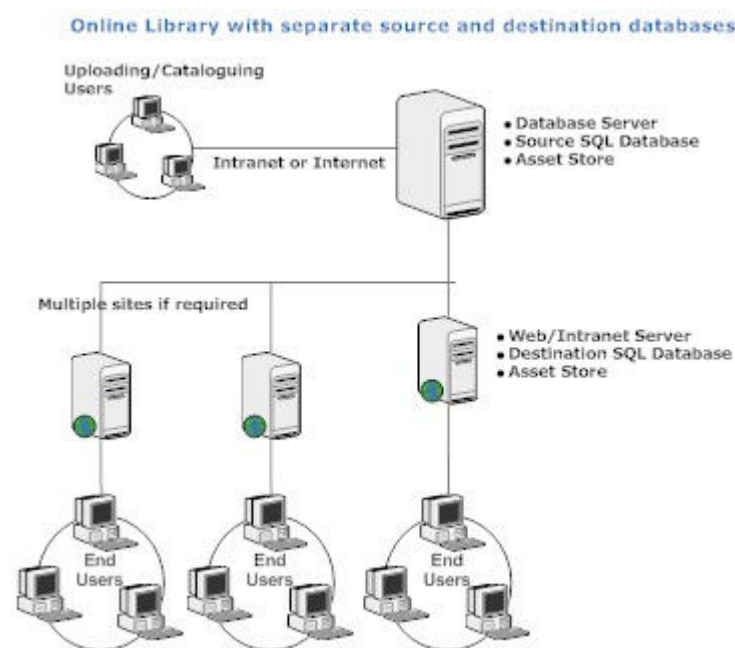 Online Library with separate source and destination databases
Uploading/Cataloguing
Users
Intranet or Internet
• Database Server
• Source SQL Database
• Asset Store
Multiple sites if required
• Web/Intranet Server
• Destination SQL Database
• Asset Store
End
Users
End
Users
End
Users